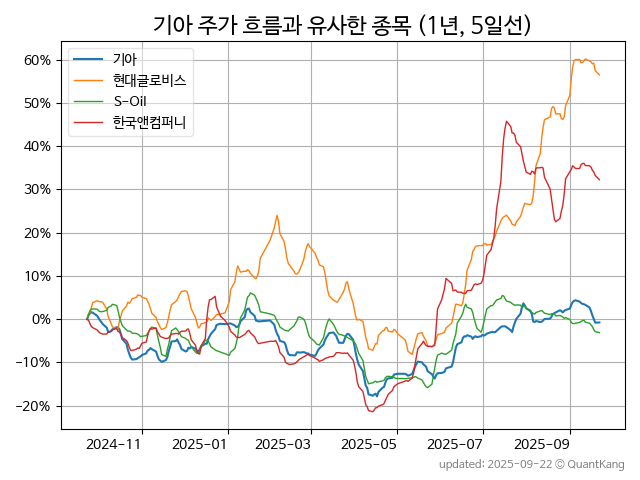 기아 주가 흐름과 유사한 종목 (1년, 5일선)
기아
현대글로비스
S-Oil
한국앤컴퍼니
60%
50%
40%
30%
20%
10%
0%
−10%
−20%
2024-11 2025-01 2025-03 2025-05 2025-07 2025-09
updated: 2025-09-22 © QuantKang